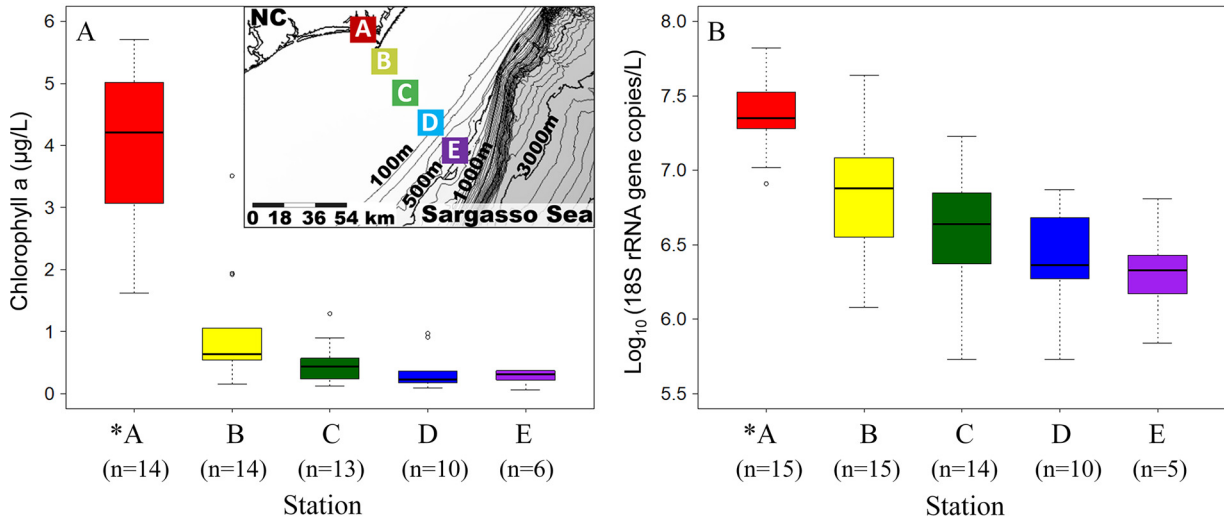 A
Chlorophyll a (µg/L)
6
5
4
3
2
1
0
NC
A
B
C
D
E
100m
500m
1000m
3000m
0 18 36 54 km
Sargasso Sea
*A B C D E
(n=14) (n=14) (n=13) (n=10) (n=6)
Station
B
Log10 (18S rRNA gene copies/L)
8.0
7.5
7.0
6.5
6.0
5.5
*A B C D E
(n=15) (n=15) (n=14) (n=10) (n=5)
Station